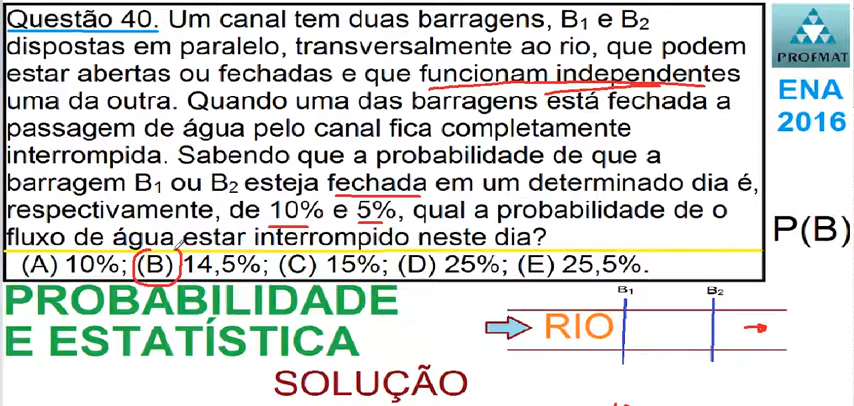 Questão 40. Um canal tem duas barragens, B1 e B2
dispostas em paralelo, transversalmente ao rio, que podem
estar abertas ou fechadas e que funcionam independentes
uma da outra. Quando uma das barragens está fechada a
passagem de água pelo canal fica completamente
interrompida. Sabendo que a probabilidade de que a
barragem B1 ou B2 esteja fechada em um determinado dia é,
respectivamente, de 10% e 5%, qual a probabilidade de o
fluxo de água estar interrompido neste dia?
(A) 10%; (B) 14,5%; (C) 15%; (D) 25%; (E) 25,5%.
PROFMAT
ENA
2016
P(B)
PROBABILIDADE
E ESTATÍSTICA
SOLUÇÃO
B1 B2
RIO